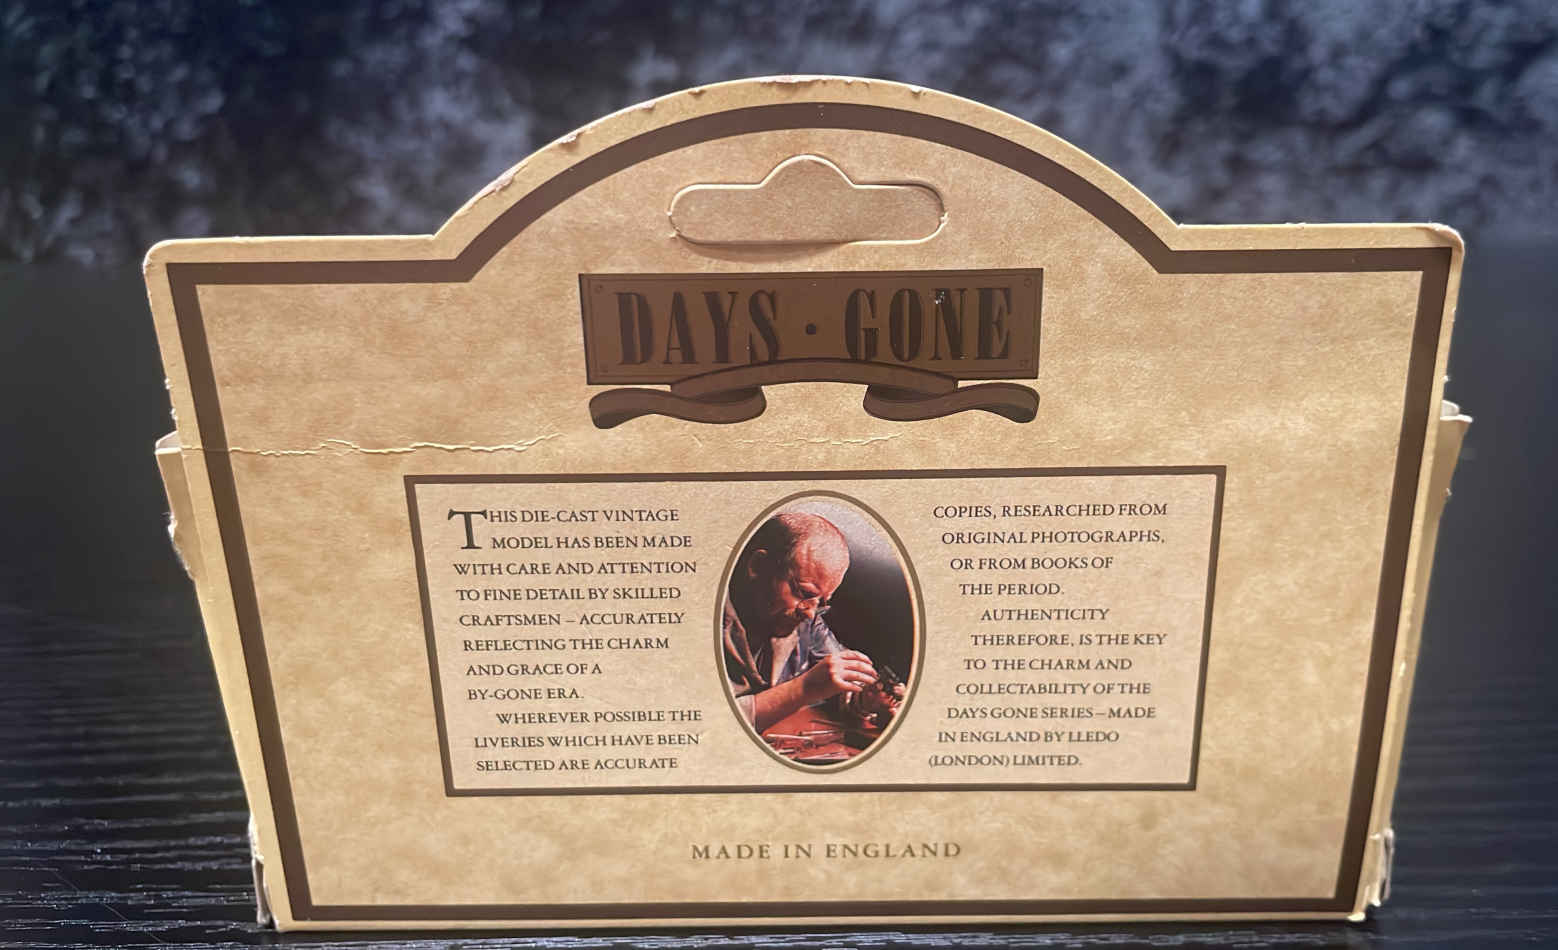 DAYS · GONE
THIS DIE-CAST VINTAGE
MODEL HAS BEEN MADE
WITH CARE AND ATTENTION
TO FINE DETAIL BY SKILLED
CRAFTSMEN – ACCURATELY
REFLECTING THE CHARM
AND GRACE OF A
BY-GONE ERA.
WHEREVER POSSIBLE THE
LIVERIES WHICH HAVE BEEN
SELECTED ARE ACCURATE
COPIES, RESEARCHED FROM
ORIGINAL PHOTOGRAPHS,
OR FROM BOOKS OF
THE PERIOD.
AUTHENTICITY
THEREFORE, IS THE KEY
TO THE CHARM AND
COLLECTABILITY OF THE
DAYS GONE SERIES – MADE
IN ENGLAND BY LLEDO
(LONDON) LIMITED.
MADE IN ENGLAND